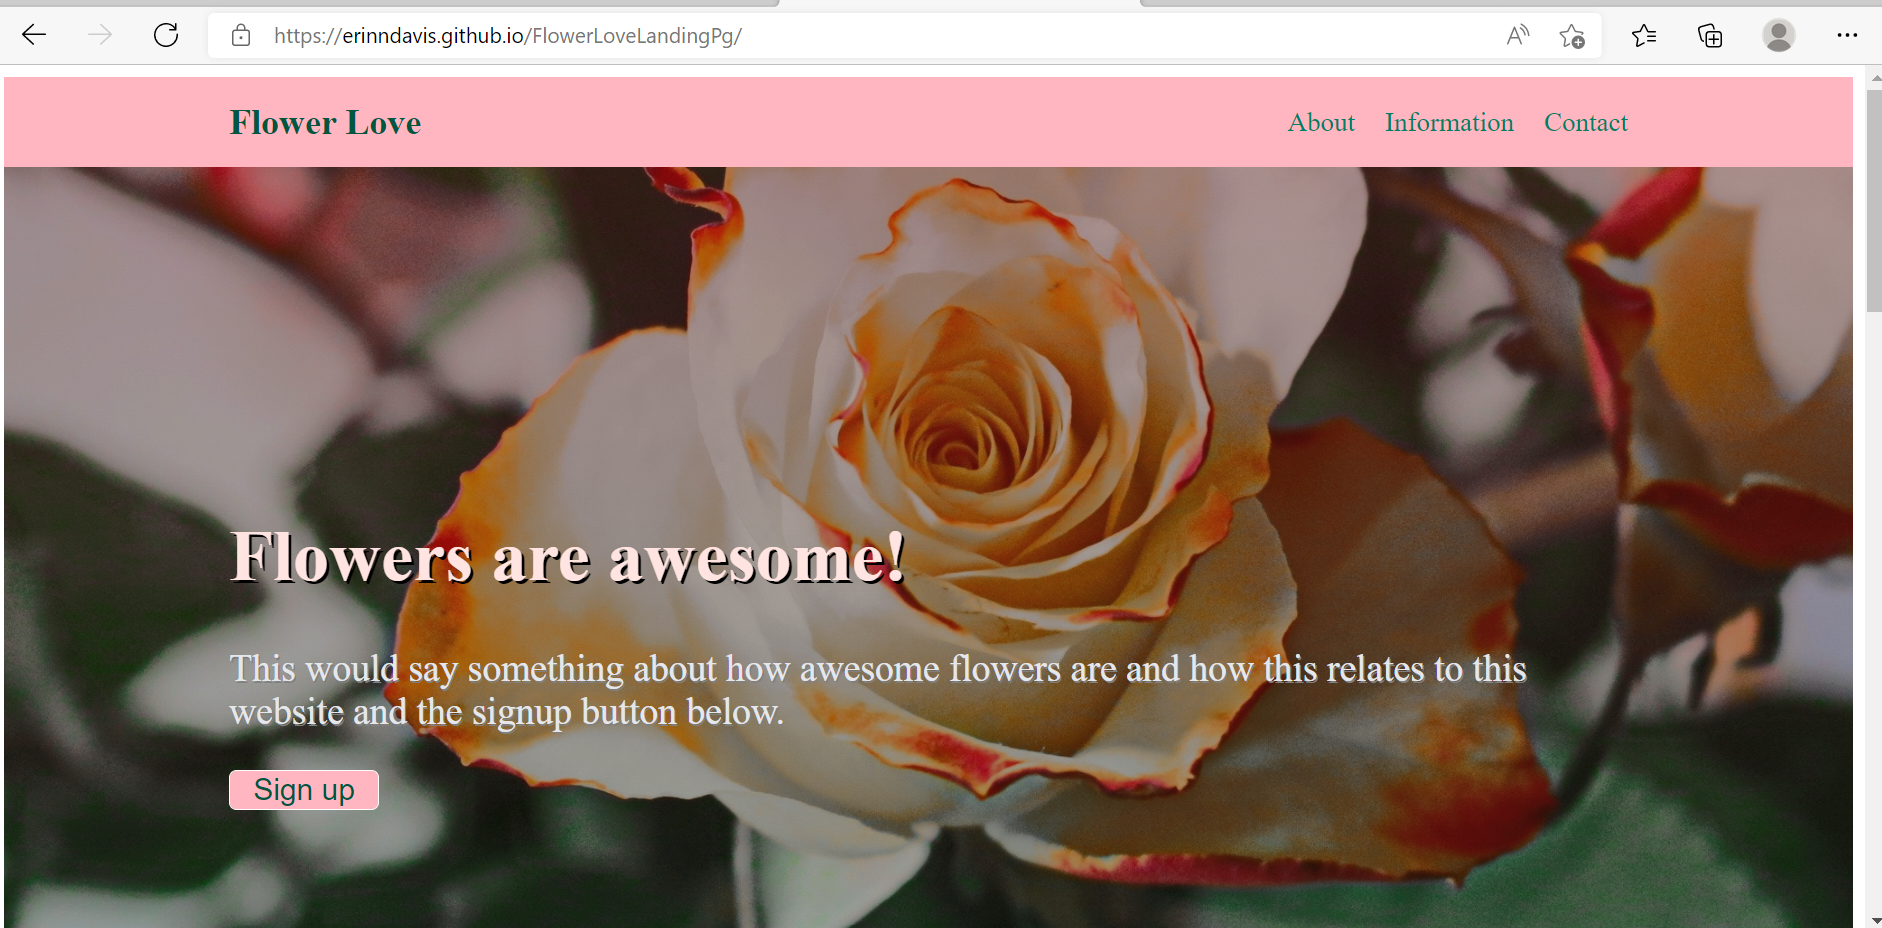 https://erinndavis.github.io/FlowerLoveLandingPg/
Flower Love
About Information Contact
Flowers are awesome!
This would say something about how awesome flowers are and how this relates to this
website and the signup button below.
Sign up